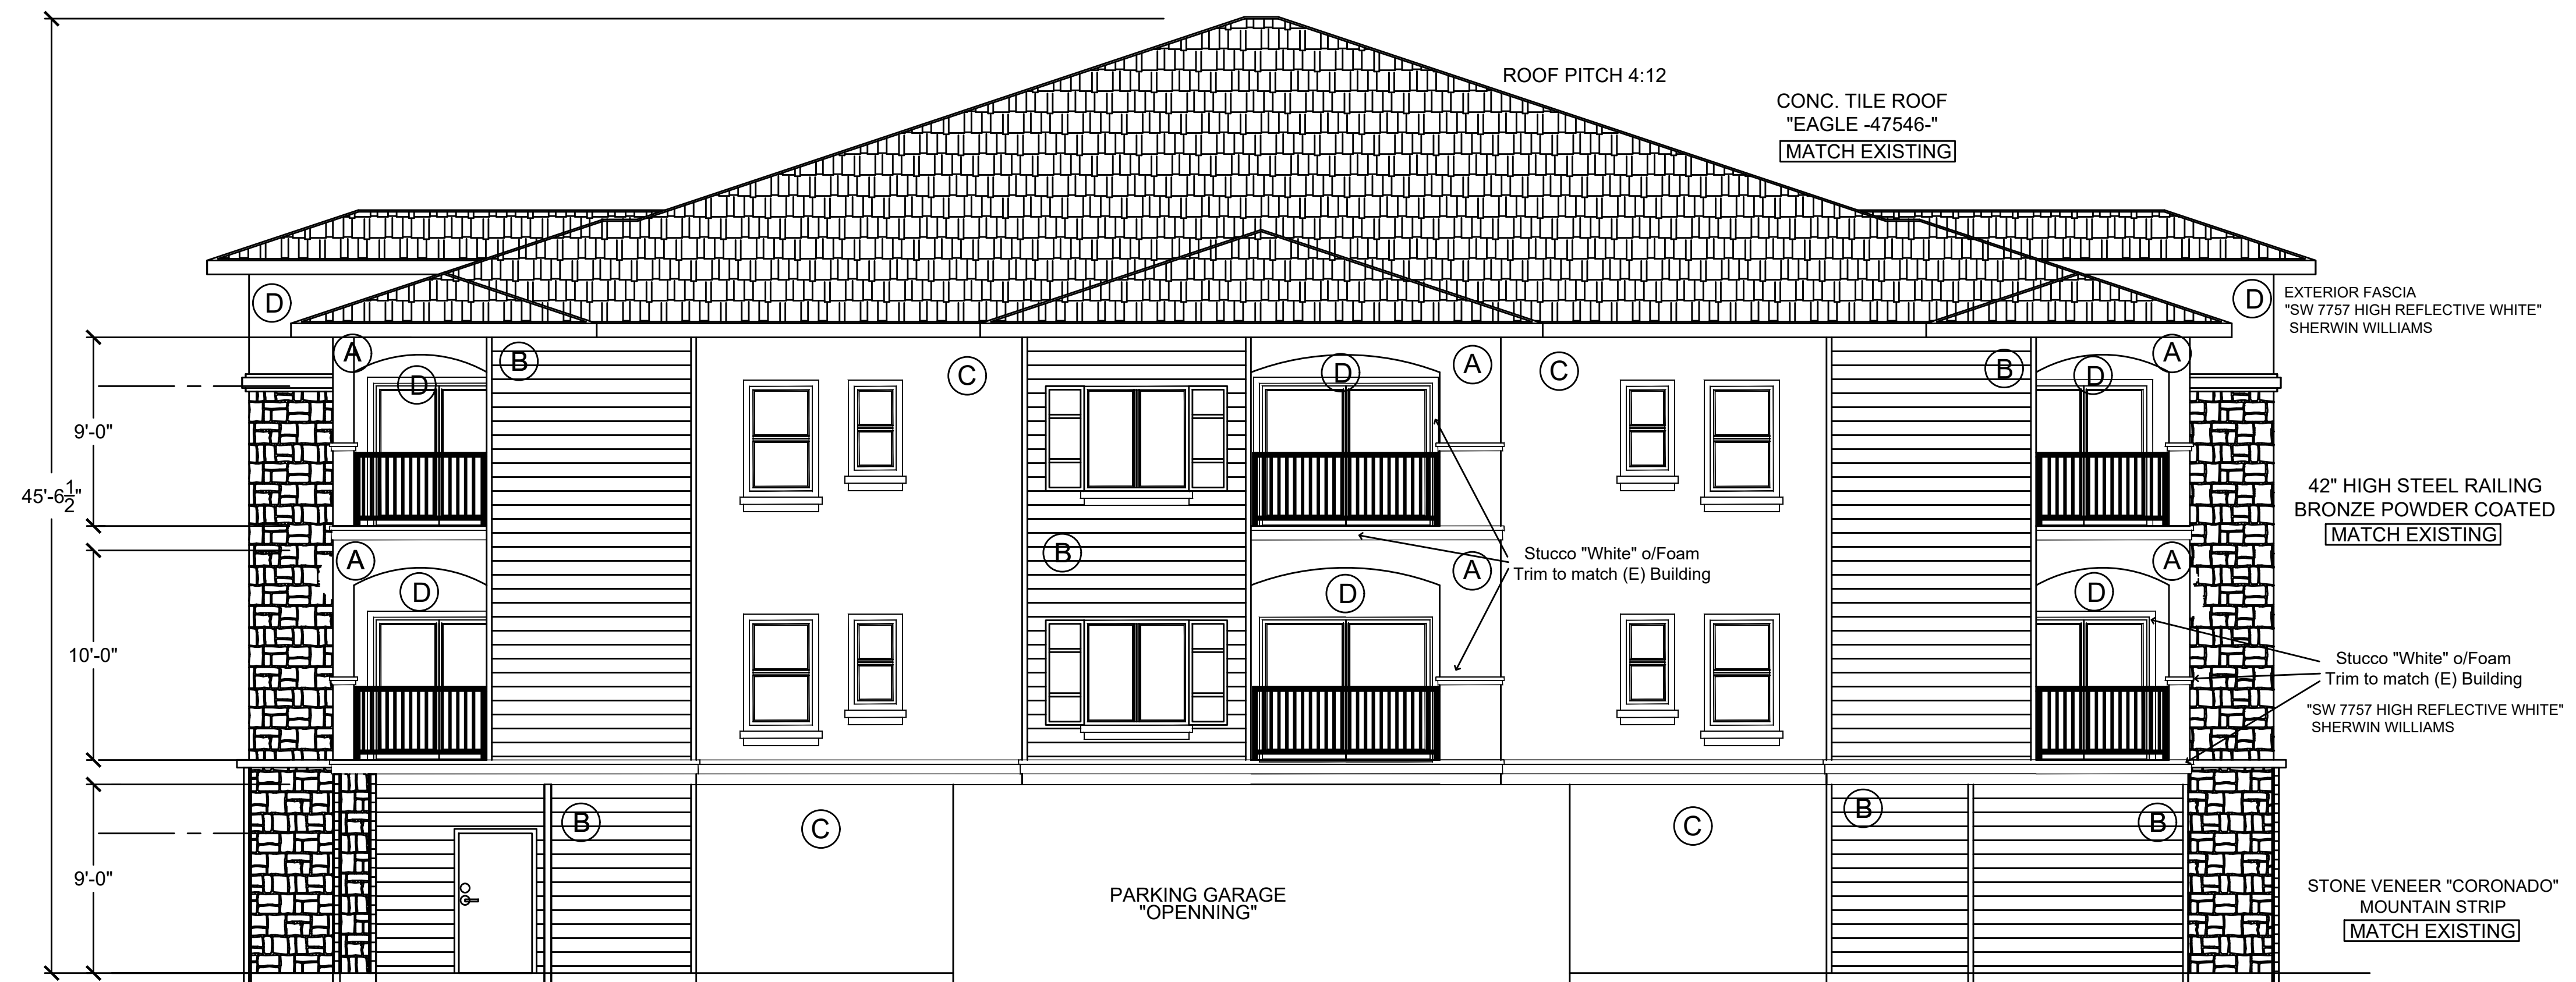 ROOF PITCH 4:12
CONC. TILE ROOF
"EAGLE -47546-"
MATCH EXISTING
D
D
EXTERIOR FASCIA
"SW 7757 HIGH REFLECTIVE WHITE"
SHERWIN WILLIAMS
A
B
D
C
D
A
C
B
D
A
9'-0"
45'-6 1/2"
42" HIGH STEEL RAILING
BRONZE POWDER COATED
MATCH EXISTING
A
B
A
A
Stucco "White" o/Foam
Trim to match (E) Building
D
D
D
10'-0"
Stucco "White" o/Foam
Trim to match (E) Building
"SW 7757 HIGH REFLECTIVE WHITE"
SHERWIN WILLIAMS
B
C
C
B
B
9'-0"
PARKING GARAGE
"OPENNING"
STONE VENEER "CORONADO"
MOUNTAIN STRIP
MATCH EXISTING